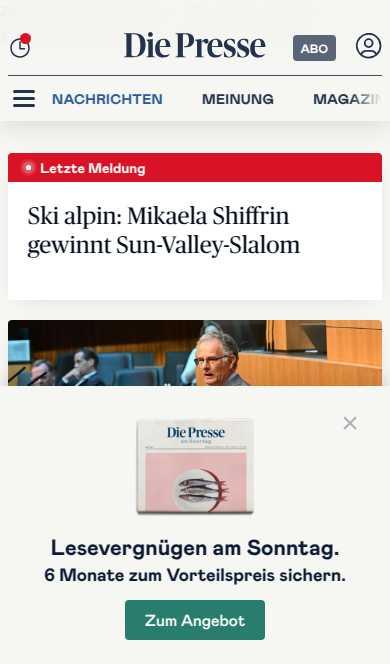 Die Presse
ABO
NACHRICHTEN MEINUNG MAGAZIN
Letzte Meldung
Ski alpin: Mikaela Shiffrin
gewinnt Sun-Valley-Slalom
Die Presse
am Sonntag
Lesevergnügen am Sonntag.
6 Monate zum Vorteilspreis sichern.
Zum Angebot